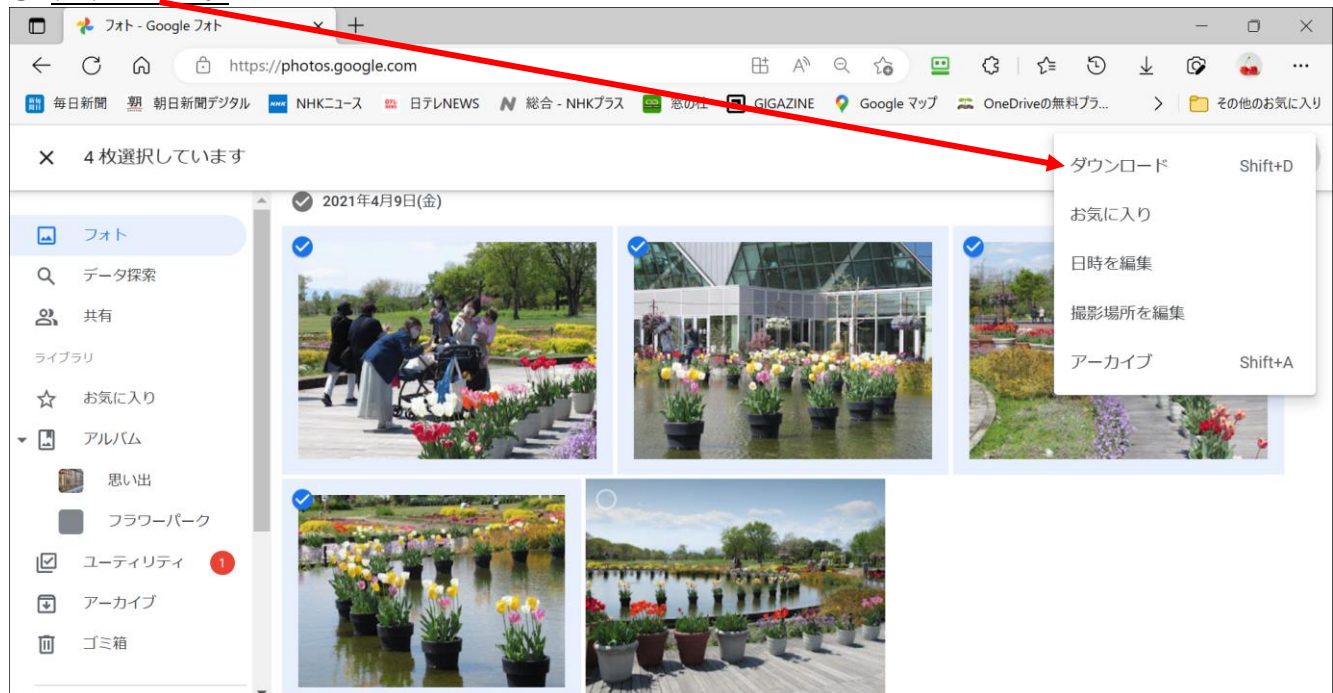 フォト - Google フォト
https://photos.google.com
毎日新聞 朝日新聞デジタル NHKニュース 日テレNEWS 総合 - NHKプラス 窓の杜 GIGAZINE Google マップ OneDriveの無料プラ... その他のお気に入り
4 枚選択しています
ダウンロード Shift+D
お気に入り
日時を編集
撮影場所を編集
アーカイブ Shift+A
2021年4月9日(金)
フォト
データ探索
共有
ライブラリ
お気に入り
アルバム
思い出
フラワーパーク
ユーティリティ 1
アーカイブ
ゴミ箱